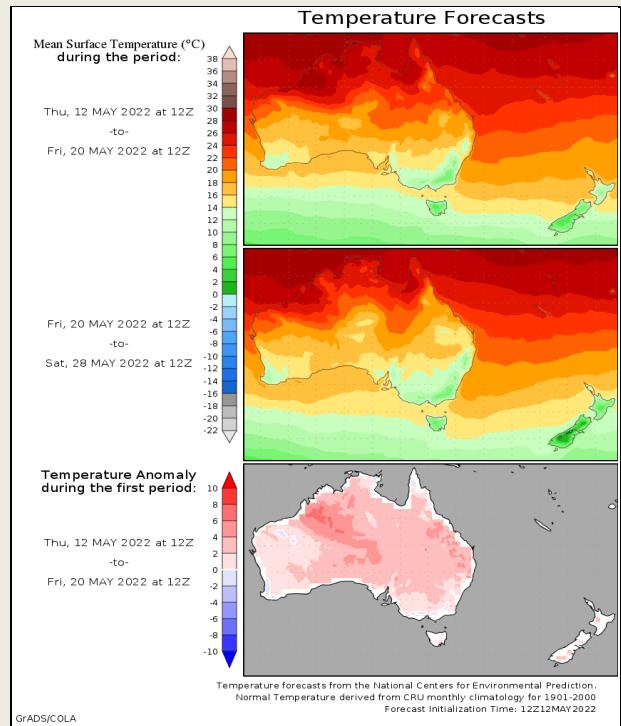 Temperature Forecasts
Mean Surface Temperature (°C)
during the period:
38
36
34
32
30
28
26
24
22
20
18
16
14
12
10
8
6
4
2
0
-2
-4
-6
-8
-10
-12
-14
-16
-18
-20
-22
Thu, 12 MAY 2022 at 12Z
-to-
Fri, 20 MAY 2022 at 12Z
Fri, 20 MAY 2022 at 12Z
-to-
Sat, 28 MAY 2022 at 12Z
Temperature Anomaly
during the first period:
10
8
6
4
2
0
-2
-4
-6
-8
-10
Thu, 12 MAY 2022 at 12Z
-to-
Fri, 20 MAY 2022 at 12Z
Temperature forecasts from the National Centers for Environmental Prediction.
Normal Temperature derived from CRU monthly climatology for 1901-2000
Forecast Initialization Time: 12Z12MAY2022
GrADS/COLA